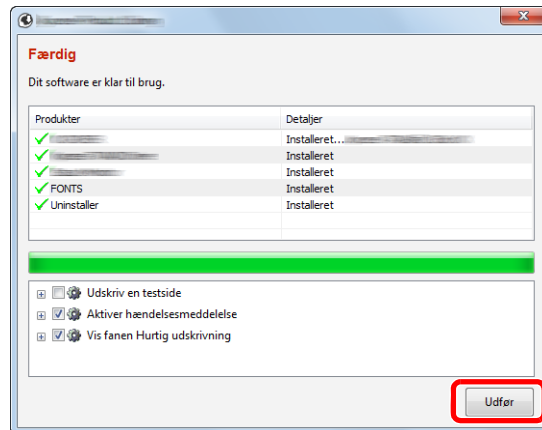 Færdig
Dit software er klar til brug.
Produkter Detaljer
Installeret...
Installeret
Installeret
FONTS Installeret
Uninstaller Installeret
Udskriv en testside
Aktiver hændelsesmeddelelse
Vis fanen Hurtig udskrivning
Udfør